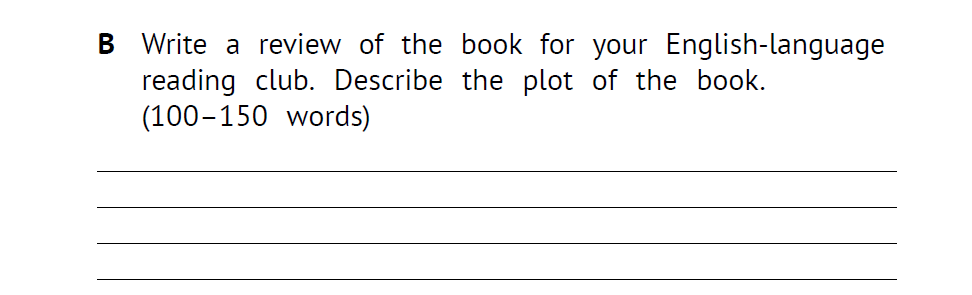 B Write a review of the book for your English-language
reading club. Describe the plot of the book.
(100–150 words)